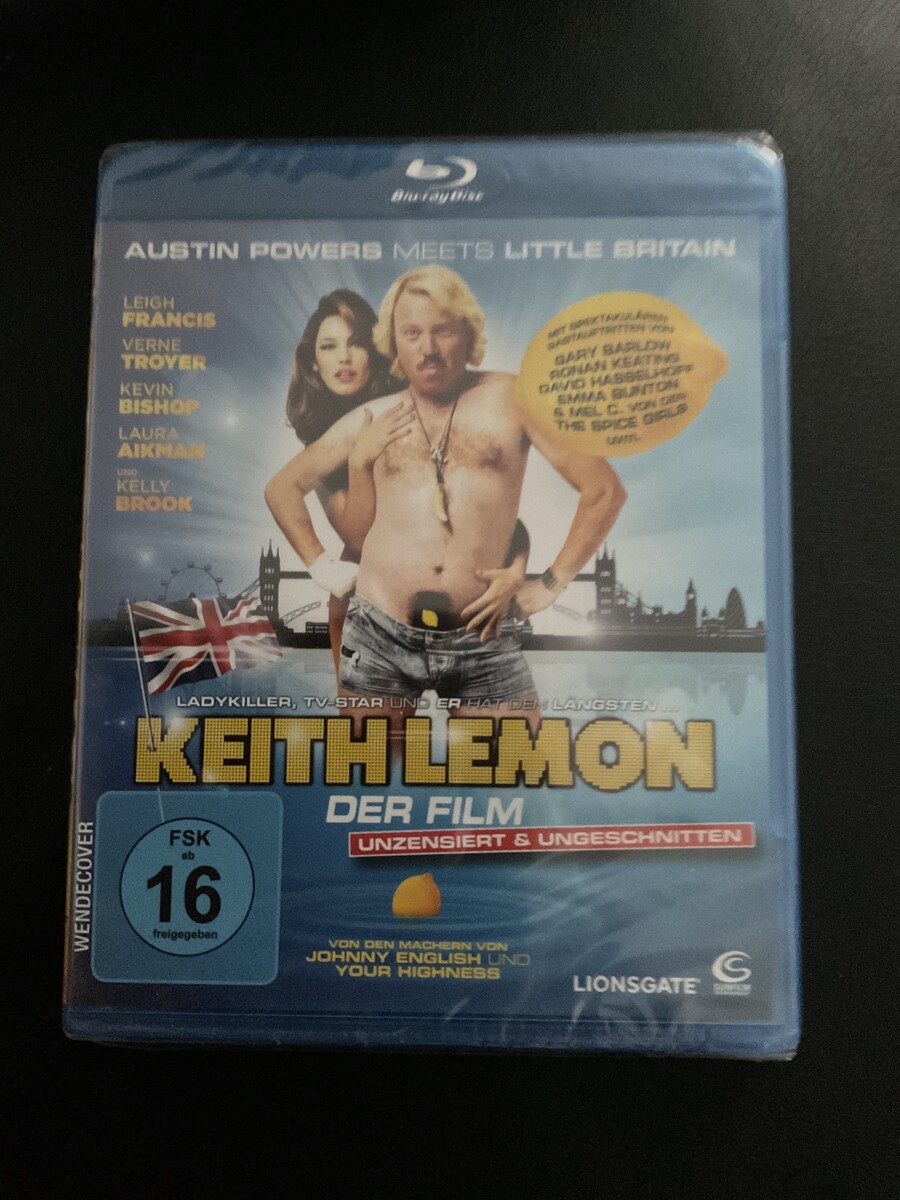 Blu-ray Disc
AUSTIN POWERS MEETS LITTLE BRITAIN
LEIGH
FRANCIS
VERNE
TROYER
KEVIN
BISHOP
LAURA
AIKMAN
UND
KELLY
BROOK
MIT SPEKTAKULÄREN
GASTAUFTRITTEN VON
GARY BARLOW
RONAN KEATING
DAVID HASSELHOFF
EMMA BUNTON
& MEL C. VON DEN
THE SPICE GIRLS
UVM.
LADYKILLER, TV-STAR UND ER HAT DEN LÄNGSTEN ...
KEITH LEMON
DER FILM
UNZENSIERT & UNGESCHNITTEN
WENDECOVER
FSK
ab
16
freigegeben
VON DEN MACHERN VON
JOHNNY ENGLISH UND
YOUR HIGHNESS
LIONSGATE
SUNFILM